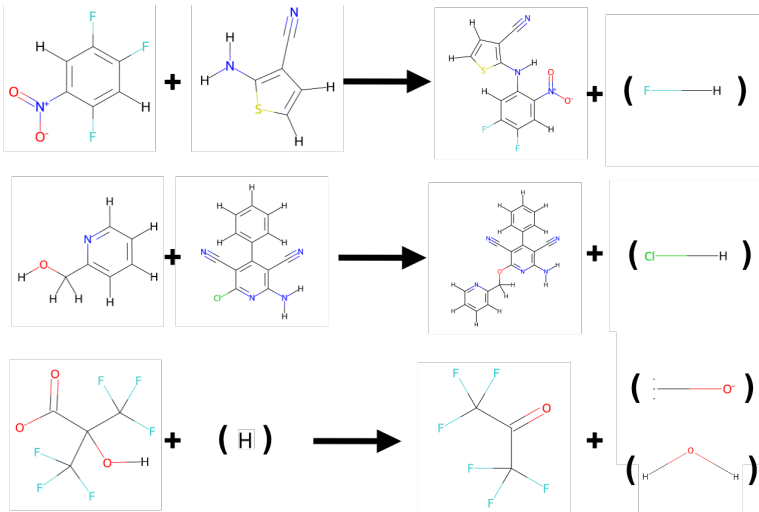 F
H F
O
N⁺
O⁻ F H
+
N
H
N
H
H
S
H
N
H
H
S N H
O
N⁺ O⁻
F H
F
+
( F H )
H
N H
O
H H
H H H
+
H
H H
H H
N N
Cl N N H
H
H
H H
H H
N N
O N N H
H
H N H
H H
H H
H
+
( Cl H )
O
O⁻
F F
F
F
F
F
O H
+
( H )
F F
F
O
F
F
F
+
( : O⁻ )
( H O H )